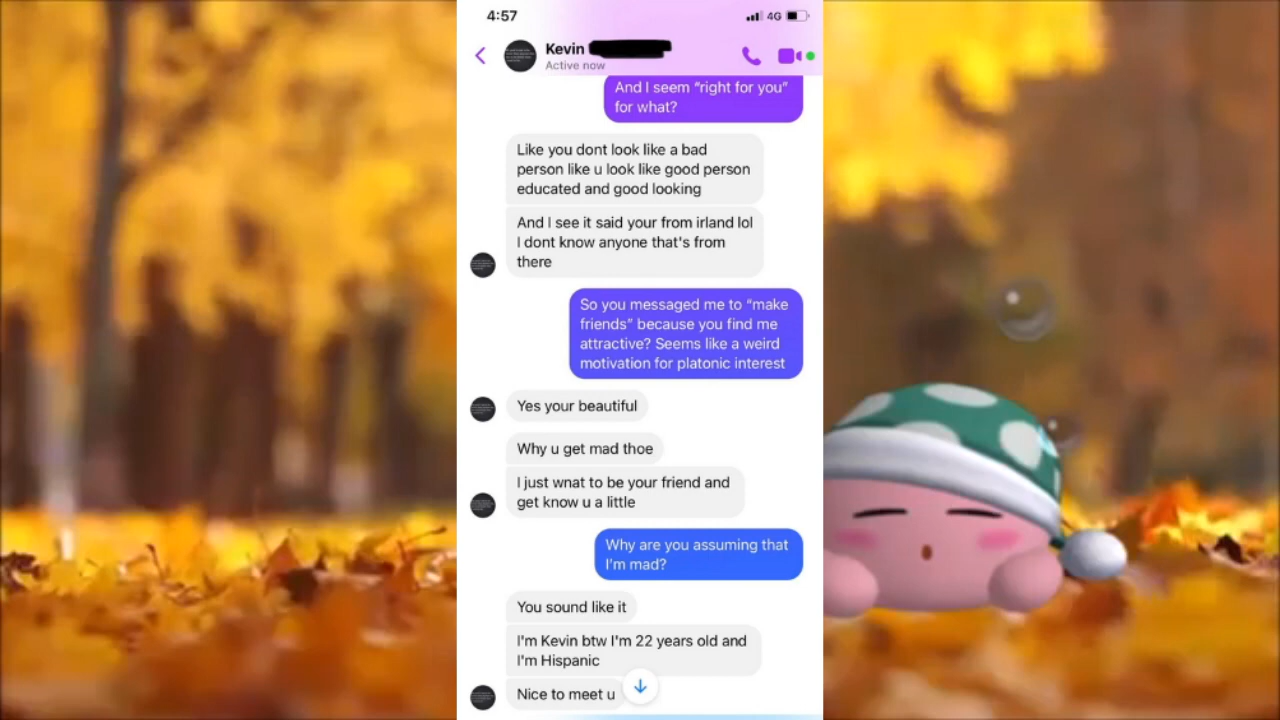 4:57
4G
Kevin
Active now
And I seem “right for you”
for what?
Like you dont look like a bad
person like u look like good person
educated and good looking
And I see it said your from irland lol
I dont know anyone that's from
there
So you messaged me to “make
friends” because you find me
attractive? Seems like a weird
motivation for platonic interest
Yes your beautiful
Why u get mad thoe
I just wnat to be your friend and
get know u a little
Why are you assuming that
I'm mad?
You sound like it
I'm Kevin btw I'm 22 years old and
I'm Hispanic
Nice to meet u